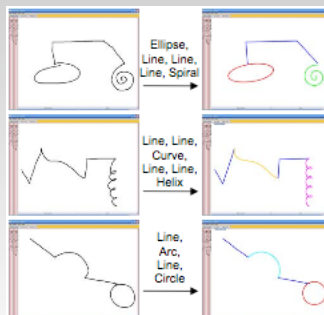 Ellipse,
Line, Line,
Line, Spiral
Line, Line,
Curve,
Line, Line,
Helix
Line,
Arc,
Line,
Circle